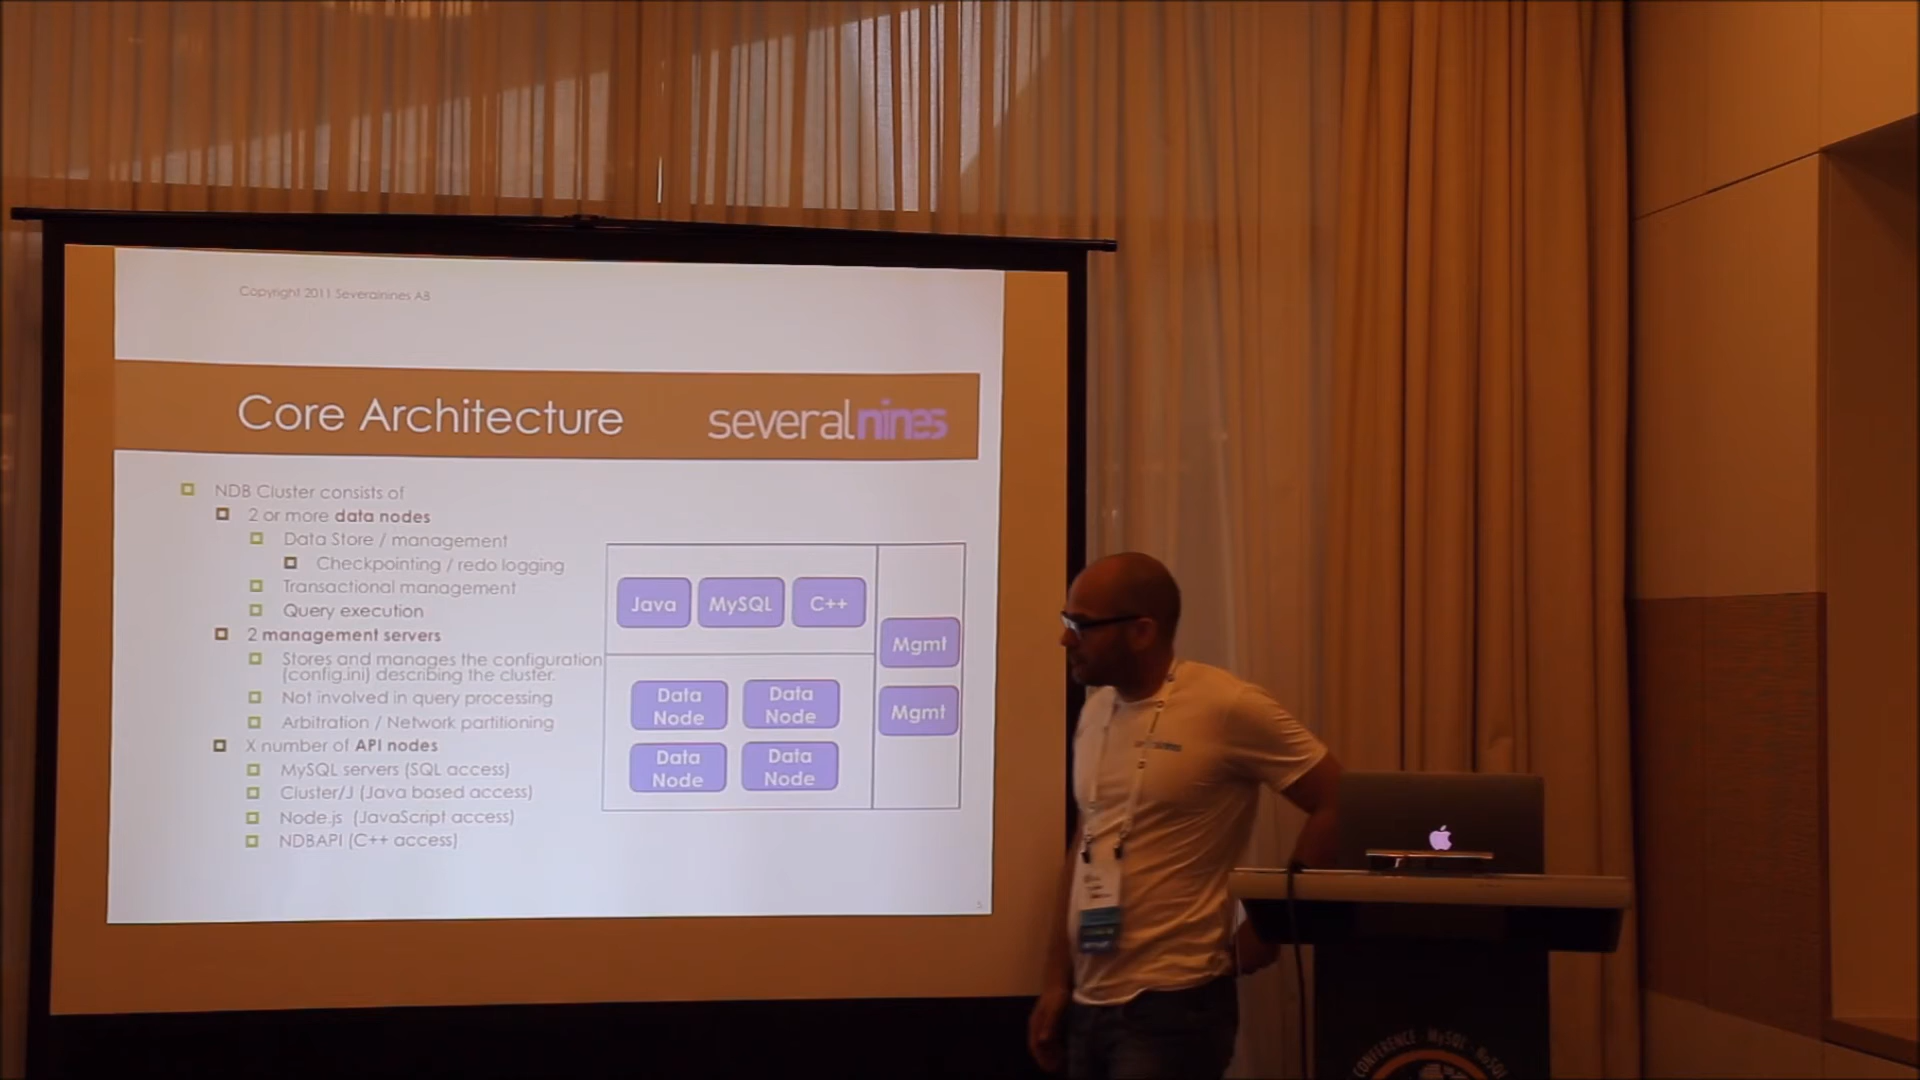 Copyright 2011 Severalnines AB
Core Architecture
severalnines
NDB Cluster consists of
2 or more data nodes
Data Store / management
Checkpointing / redo logging
Transactional management
Query execution
2 management servers
Stores and manages the configuration
(config.ini) describing the cluster.
Not involved in query processing
Arbitration / Network partitioning
X number of API nodes
MySQL servers (SQL access)
Cluster/J (Java based access)
Node.js (JavaScript access)
NDBAPI (C++ access)
Java
MySQL
C++
Mgmt
Mgmt
Data
Node
Data
Node
Data
Node
Data
Node
5
CONFERENCE · MySQL · NoSQL